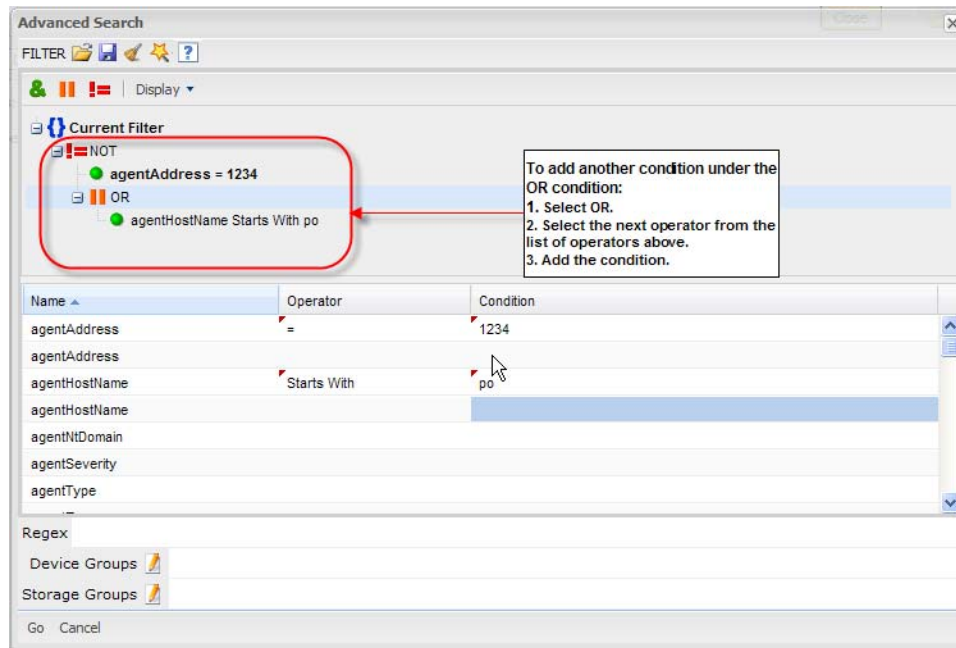 Advanced Search
Close
FILTER
Display
Current Filter
NOT
agentAddress = 1234
OR
agentHostName Starts With po
To add another condition under the
OR condition:
1. Select OR.
2. Select the next operator from the
list of operators above.
3. Add the condition.
Name Operator Condition
agentAddress = 1234
agentAddress
agentHostName Starts With po
agentHostName
agentNtDomain
agentSeverity
agentType
Regex
Device Groups
Storage Groups
Go Cancel